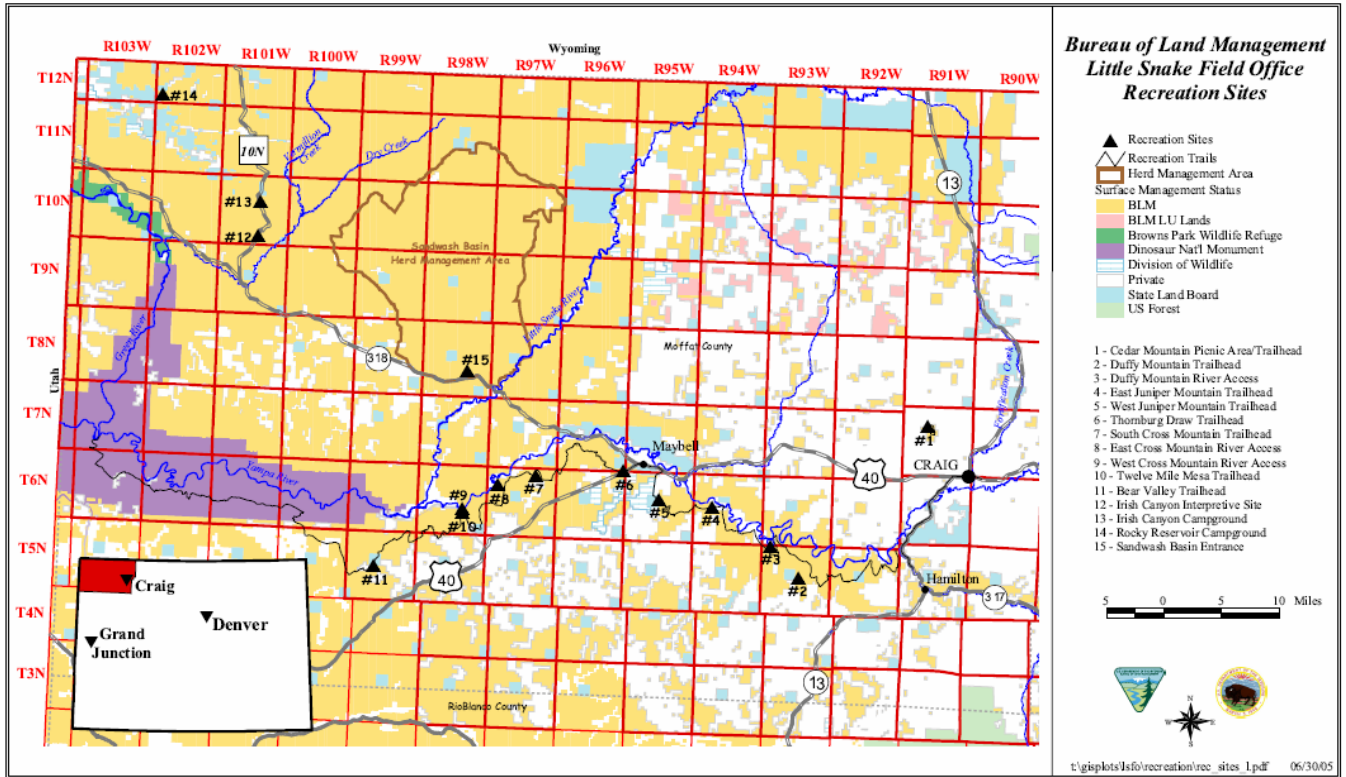 Wyoming
R103W R102W R101W R100W R99W R98W R97W R96W R95W R94W R93W R92W R91W R90W
T12N
T11N
T10N
T9N
T8N
T7N
T6N
T5N
T4N
T3N
Utah
#14
10N
Vermillion
Creek
Dry Creek
#13
#12
13
Sandwash Basin
Herd Management Area
Green River
Little Snake River
318
#15
Moffat County
Fortification Creek
#1
Maybell
CRAIG
40
Yampa River
#9
#8
#7
#6
#10
#5
#4
#3
#2
#11
40
Hamilton
317
13
RioBlanco County
Craig
Denver
Grand
Junction
Bureau of Land Management
Little Snake Field Office
Recreation Sites
Recreation Sites
Recreation Trails
Herd Management Area
Surface Management Status
BLM
BLM LU Lands
Browns Park Wildlife Refuge
Dinosaur Nat'l Monument
Division of Wildlife
Private
State Land Board
US Forest
1 - Cedar Mountain Picnic Area/Trailhead
2 - Duffy Mountain Trailhead
3 - Duffy Mountain River Access
4 - East Juniper Mountain Trailhead
5 - West Juniper Mountain Trailhead
6 - Thornburg Draw Trailhead
7 - South Cross Mountain Trailhead
8 - East Cross Mountain River Access
9 - West Cross Mountain River Access
10 - Twelve Mile Mesa Trailhead
11 - Bear Valley Trailhead
12 - Irish Canyon Interpretive Site
13 - Irish Canyon Campground
14 - Rocky Reservoir Campground
15 - Sandwash Basin Entrance
5 0 5 10 Miles
N
W E
S
t:\gisplots\lsfo\recreation\rec_sites_1.pdf 06/30/05